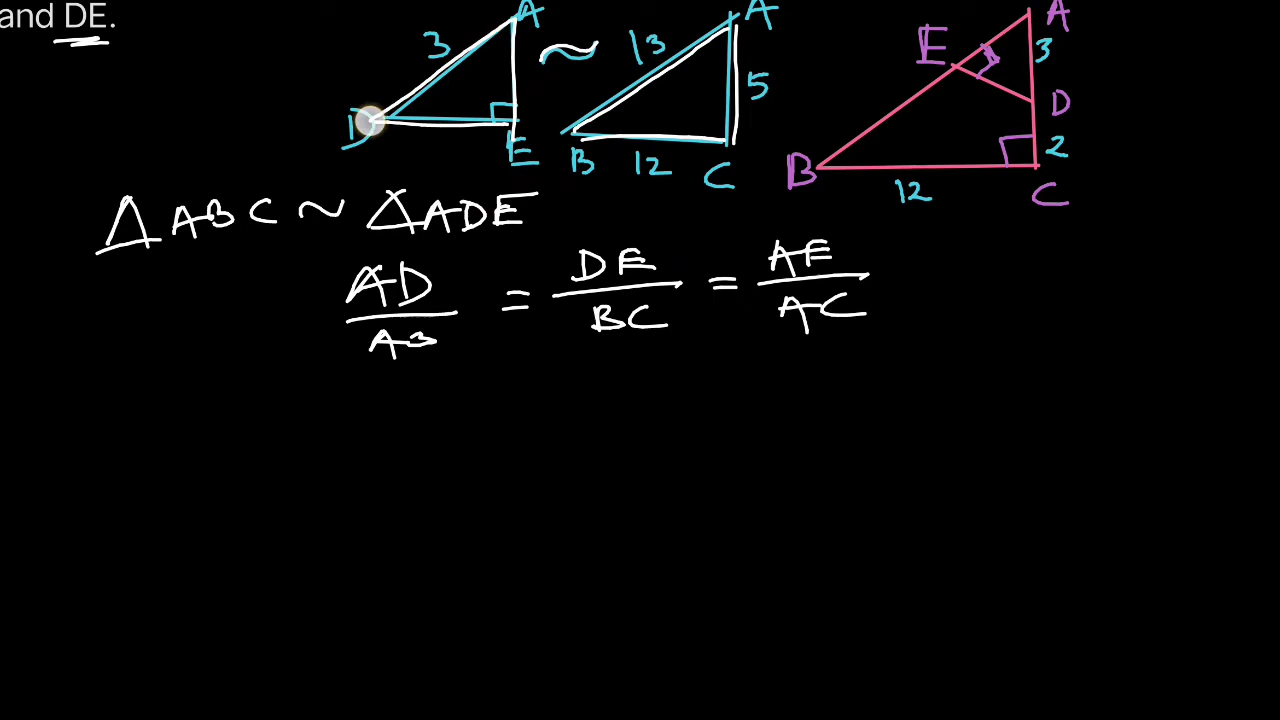 and DE.
A A A
3 ~ 13 5 E 3
D E B 12 C D
B 12 2 C
△ABC ~ △ADE
AD/AB = DE/BC = AE/AC